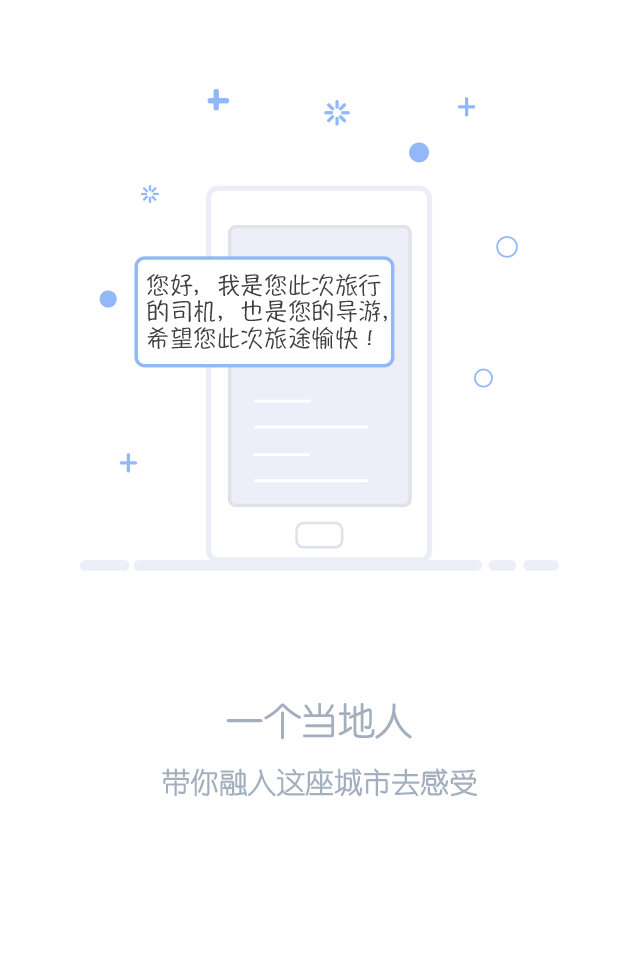 您好，我是您此次旅行
的司机，也是您的导游,
希望您此次旅途愉快！
一个当地人
带你融入这座城市去感受